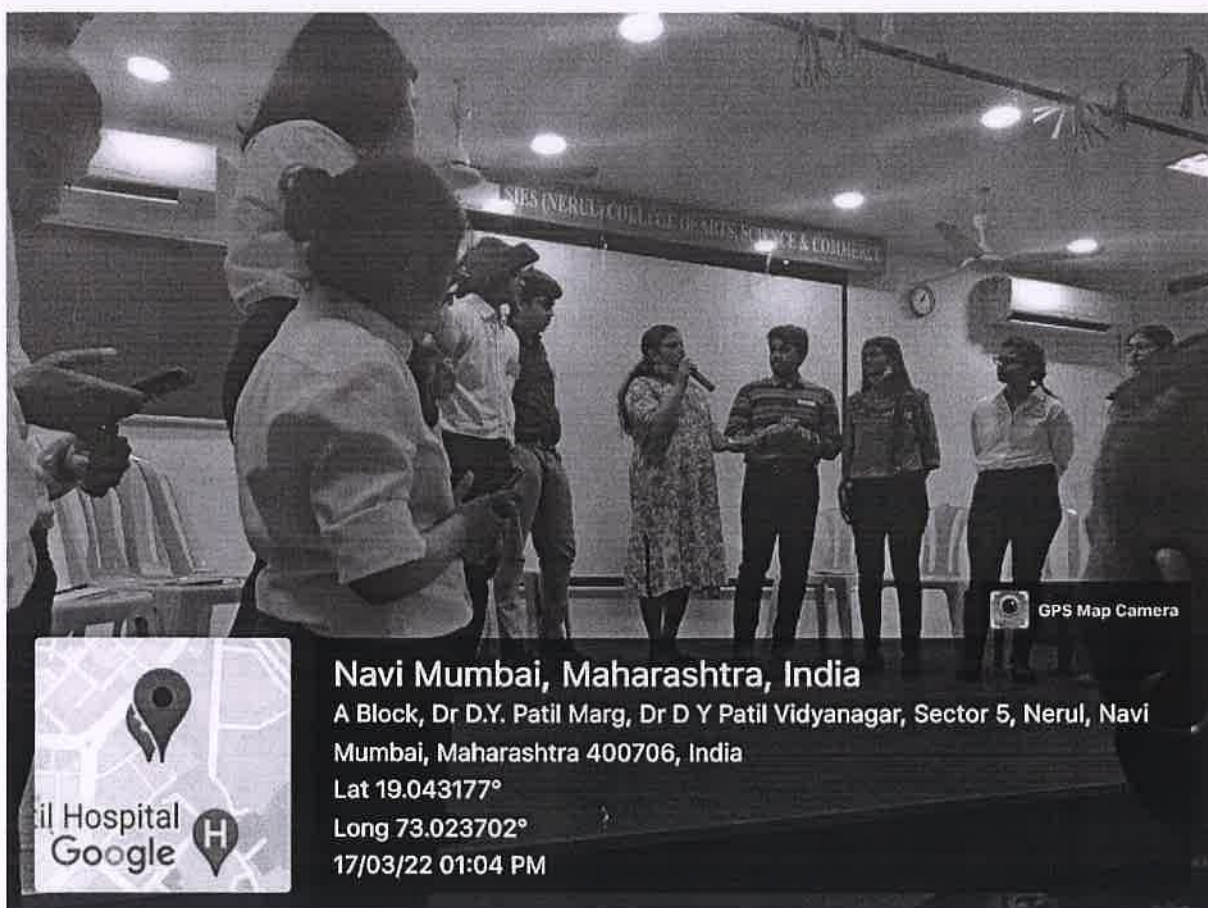 SIES (NERUL) COLLEGE OF ARTS, SCIENCE & COMMERCE
GPS Map Camera
Navi Mumbai, Maharashtra, India
A Block, Dr D.Y. Patil Marg, Dr D Y Patil Vidyanagar, Sector 5, Nerul, Navi
Mumbai, Maharashtra 400706, India
Lat 19.043177°
Long 73.023702°
17/03/22 01:04 PM
til Hospital
H
Google